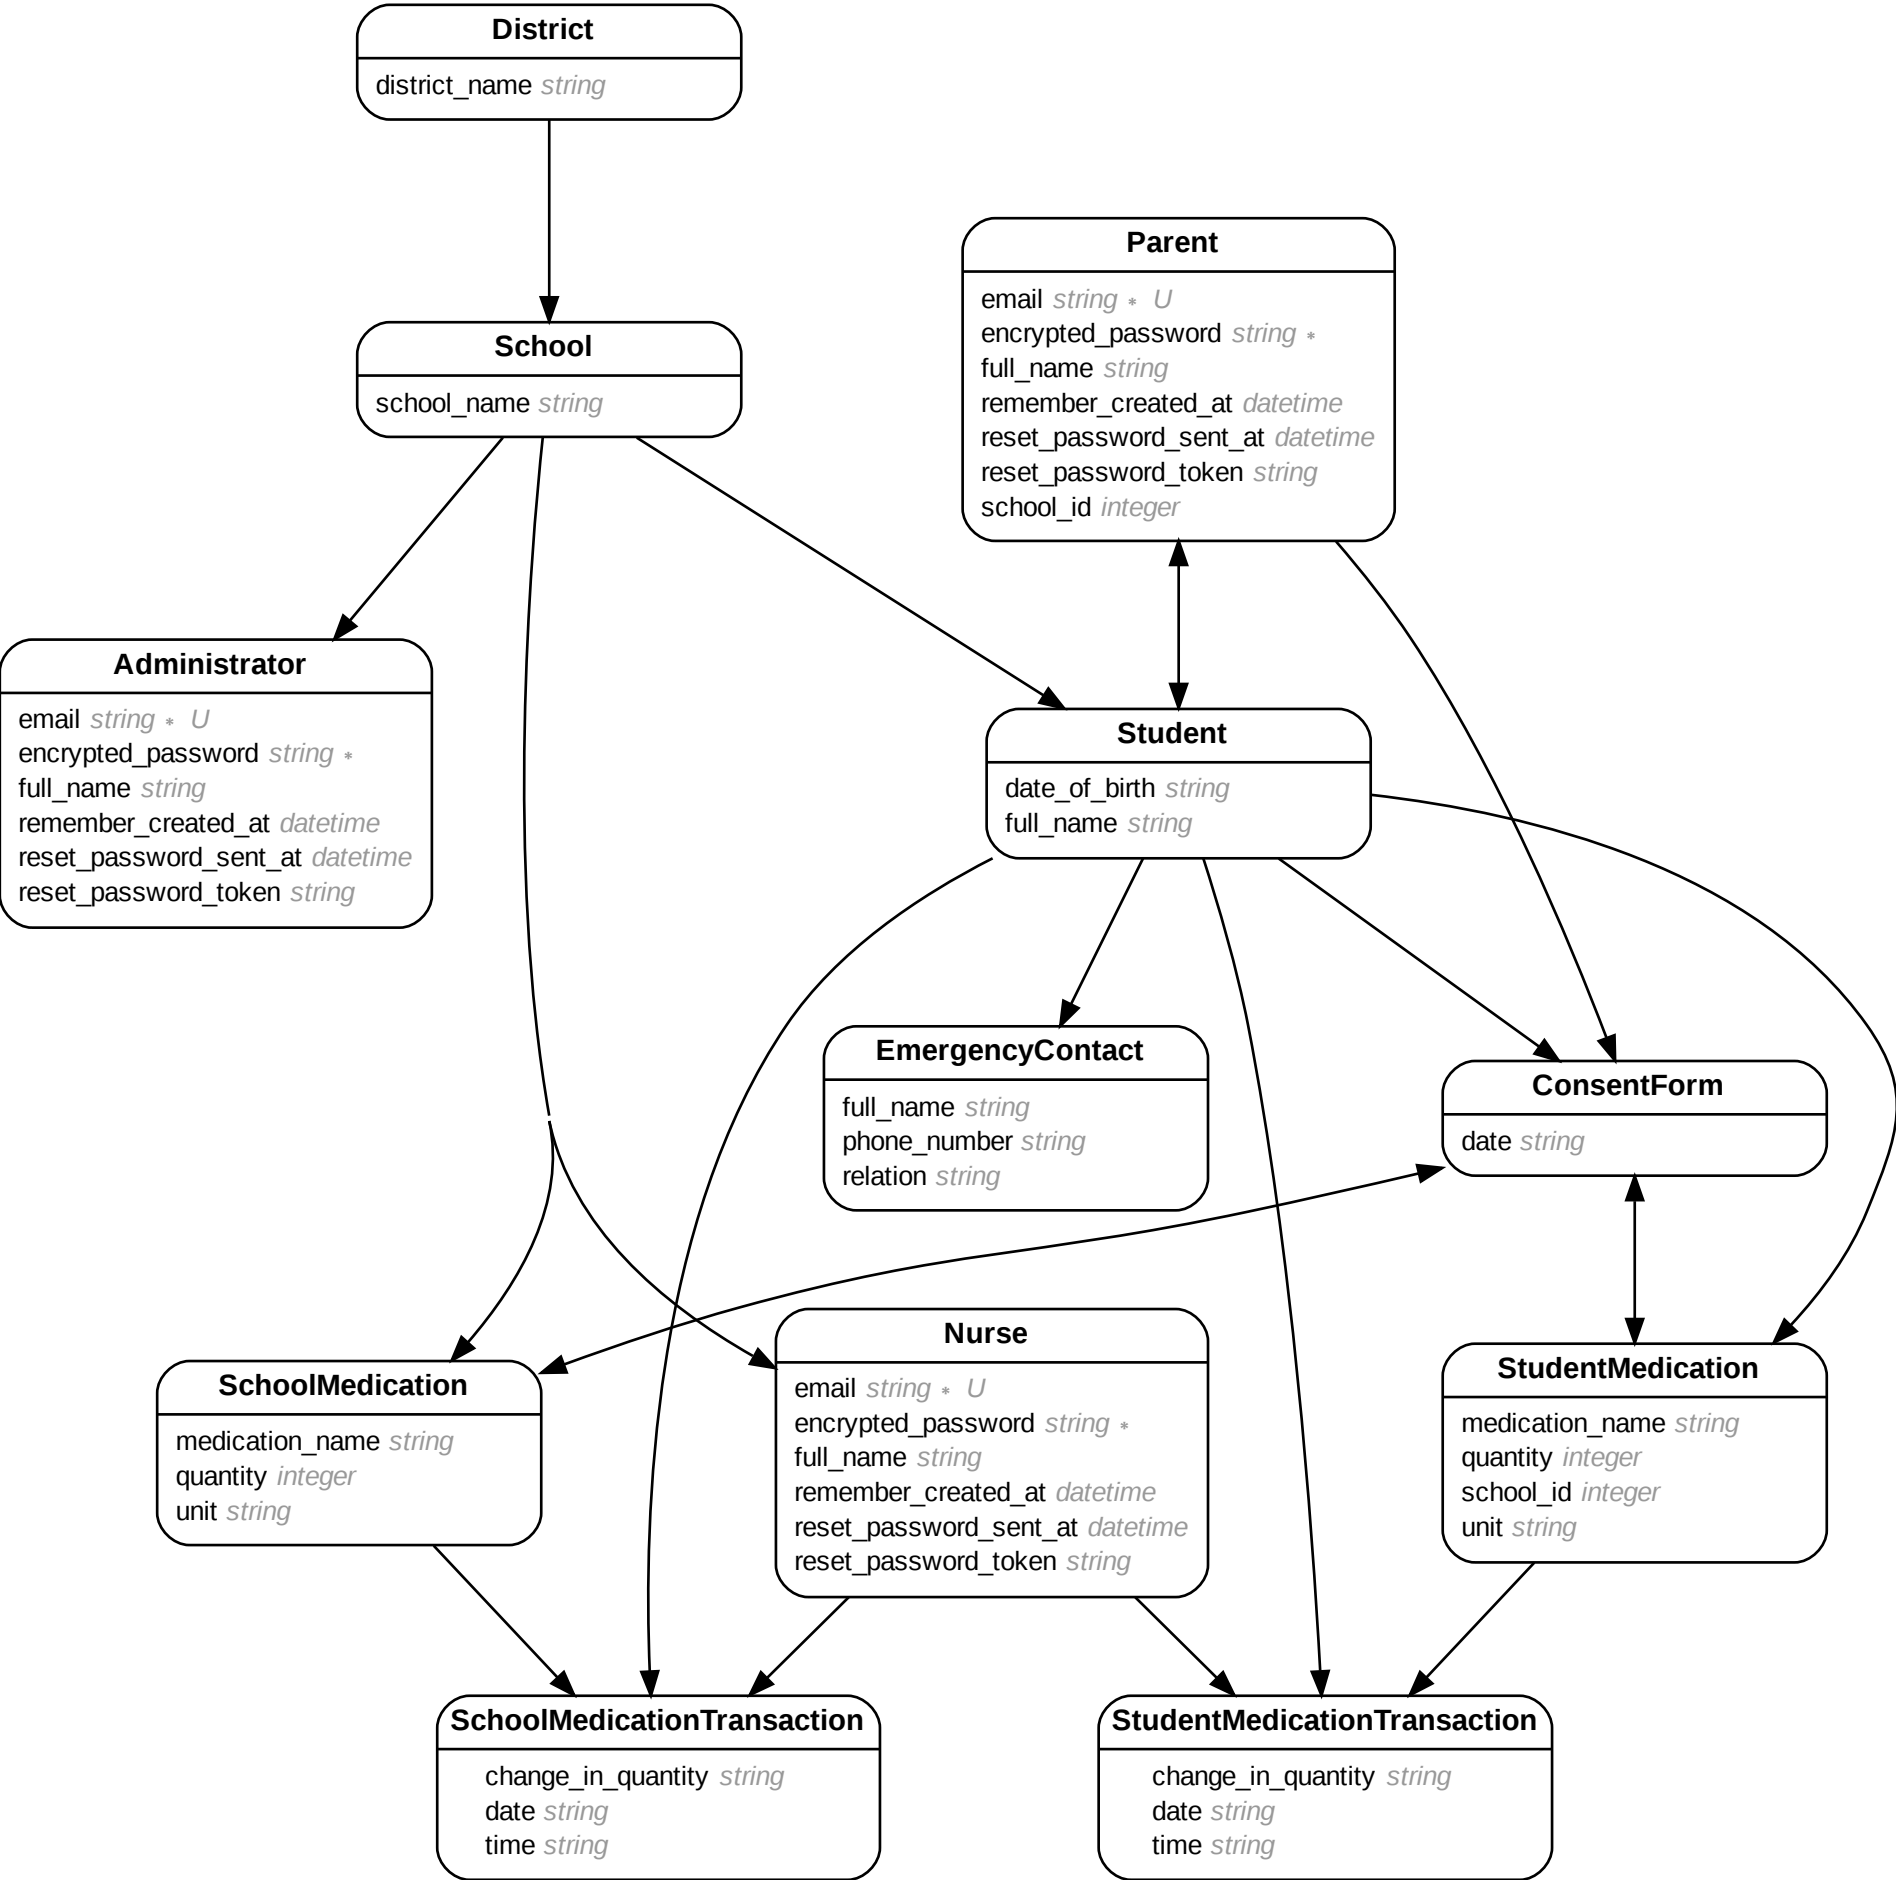 District
district_name string
School
school_name string
Parent
email string * U
encrypted_password string *
full_name string
remember_created_at datetime
reset_password_sent_at datetime
reset_password_token string
school_id integer
Administrator
email string * U
encrypted_password string *
full_name string
remember_created_at datetime
reset_password_sent_at datetime
reset_password_token string
Student
date_of_birth string
full_name string
EmergencyContact
full_name string
phone_number string
relation string
ConsentForm
date string
SchoolMedication
medication_name string
quantity integer
unit string
Nurse
email string * U
encrypted_password string *
full_name string
remember_created_at datetime
reset_password_sent_at datetime
reset_password_token string
StudentMedication
medication_name string
quantity integer
school_id integer
unit string
SchoolMedicationTransaction
change_in_quantity string
date string
time string
StudentMedicationTransaction
change_in_quantity string
date string
time string